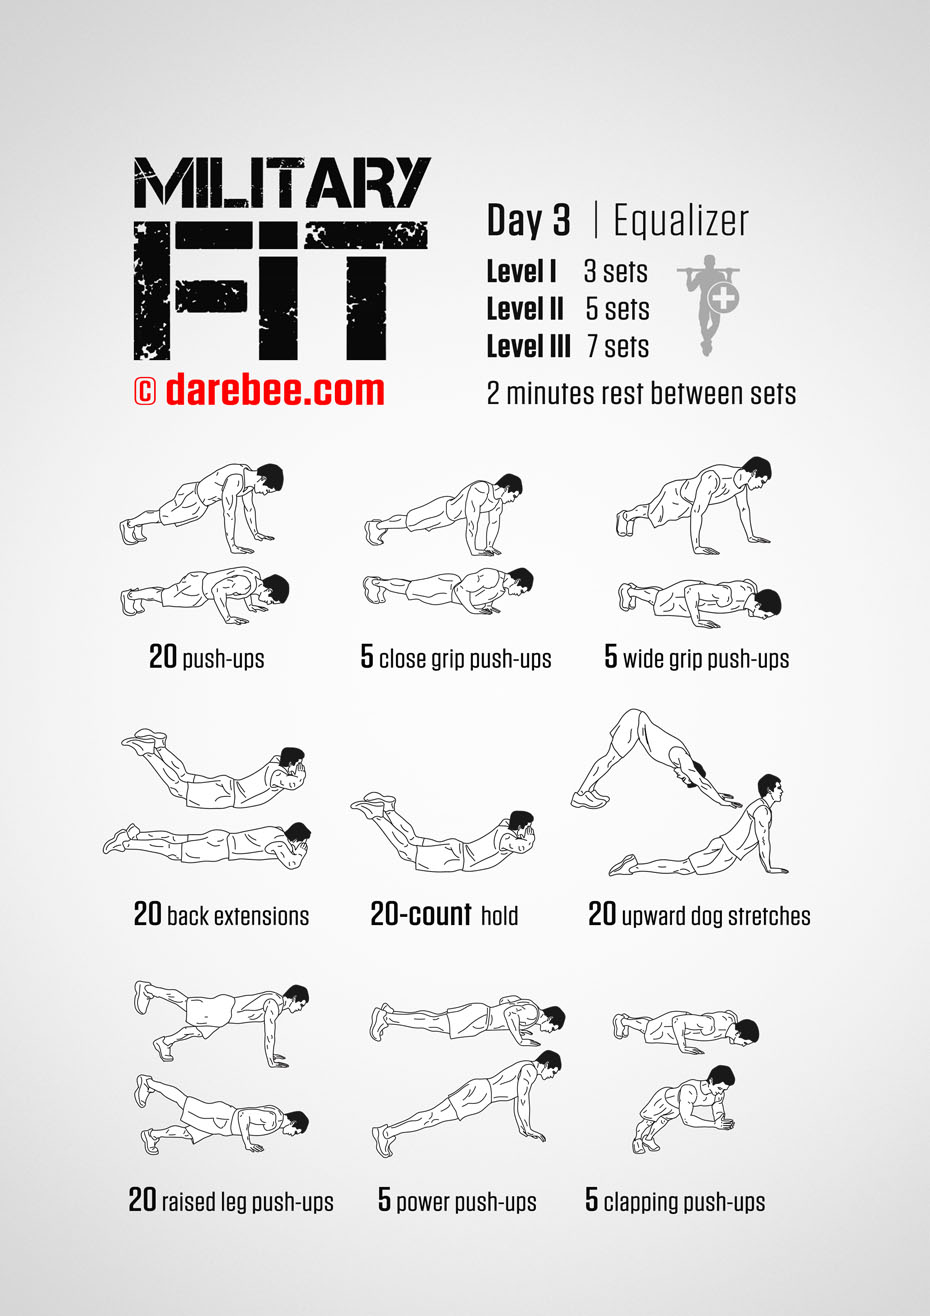 MILITARY
FIT
© darebee.com
Day 3 | Equalizer
Level I 3 sets
Level II 5 sets
Level III 7 sets
2 minutes rest between sets
20 push-ups
5 close grip push-ups
5 wide grip push-ups
20 back extensions
20-count hold
20 upward dog stretches
20 raised leg push-ups
5 power push-ups
5 clapping push-ups